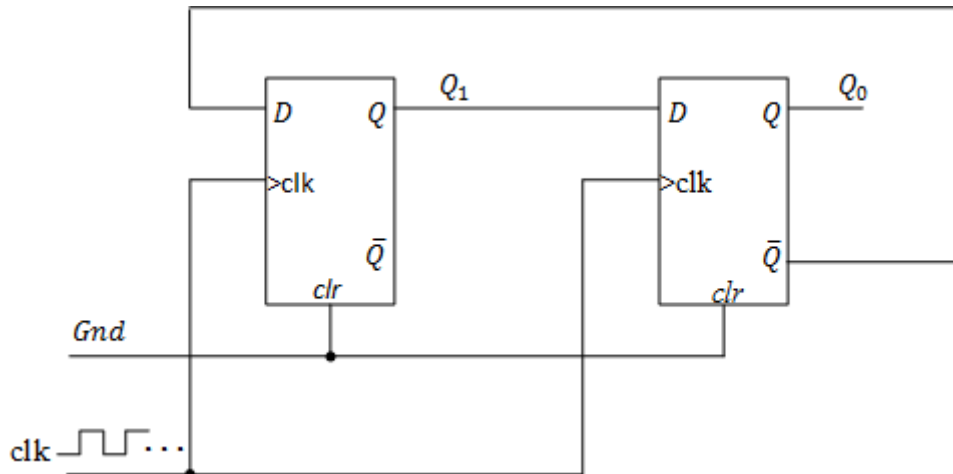 Q₁
Q₀
D Q
D Q
>clk
>clk
Q̄
Q̄
clr
clr
Gnd
clk ...